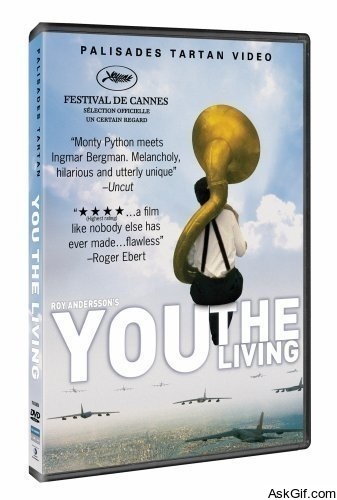 PALISADES TARTAN VIDEO
FESTIVAL DE CANNES
SÉLECTION OFFICIELLE
UN CERTAIN REGARD
"Monty Python meets
Ingmar Bergman. Melancholy,
hilarious and utterly unique"
–Uncut
"★★★★...a film
(Highest rating)
like nobody else has
ever made...flawless"
–Roger Ebert
ROY ANDERSSON'S
YOU THE
LIVING
PALISADES TARTAN
YOU THE LIVING
DVD
AskGif.com